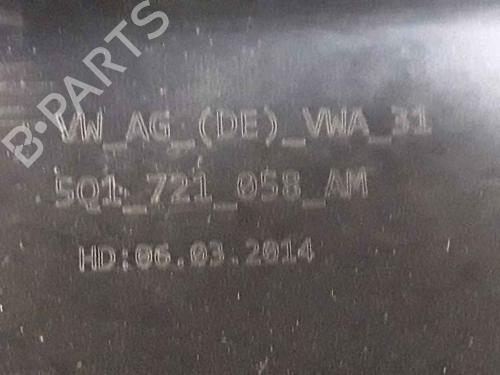 B-PARTS
VW_AG_(DE)_VWA_31
5Q1_721_058_AM
HD:06.03.2014